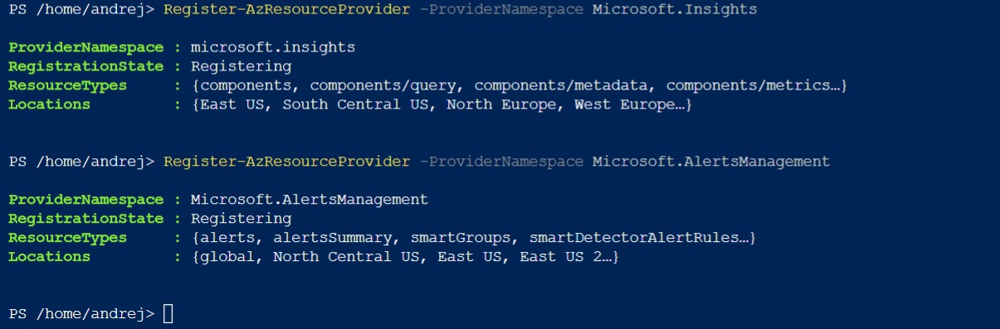 PS /home/andrej> Register-AzResourceProvider -ProviderNamespace Microsoft.Insights
ProviderNamespace : microsoft.insights
RegistrationState : Registering
ResourceTypes     : {components, components/query, components/metadata, components/metrics…}
Locations         : {East US, South Central US, North Europe, West Europe…}
PS /home/andrej> Register-AzResourceProvider -ProviderNamespace Microsoft.AlertsManagement
ProviderNamespace : Microsoft.AlertsManagement
RegistrationState : Registering
ResourceTypes     : {alerts, alertsSummary, smartGroups, smartDetectorAlertRules…}
Locations         : {global, North Central US, East US, East US 2…}
PS /home/andrej>